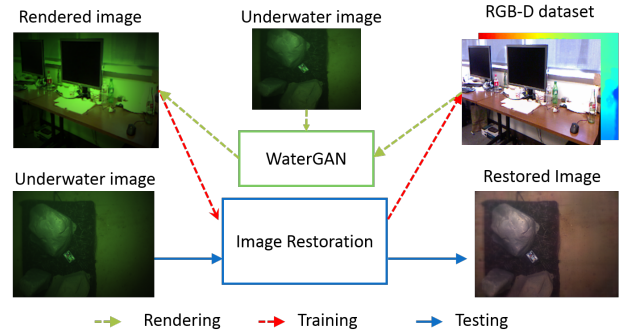 Rendered image
Underwater image
RGB-D dataset
WaterGAN
Underwater image
Restored Image
Image Restoration
Rendering
Training
Testing